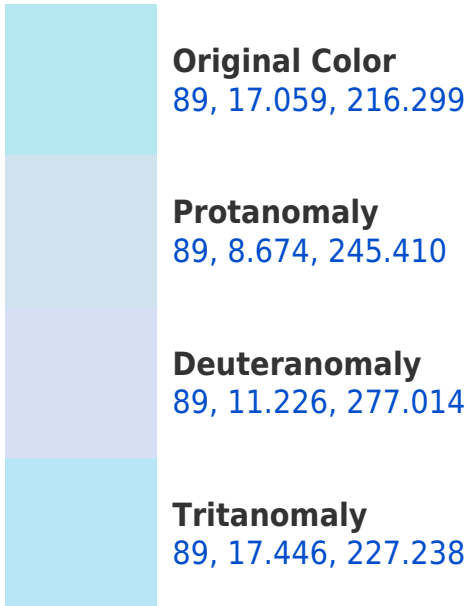 Original Color
89, 17.059, 216.299
Protanomaly
89, 8.674, 245.410
Deuteranomaly
89, 11.226, 277.014
Tritanomaly
89, 17.446, 227.238